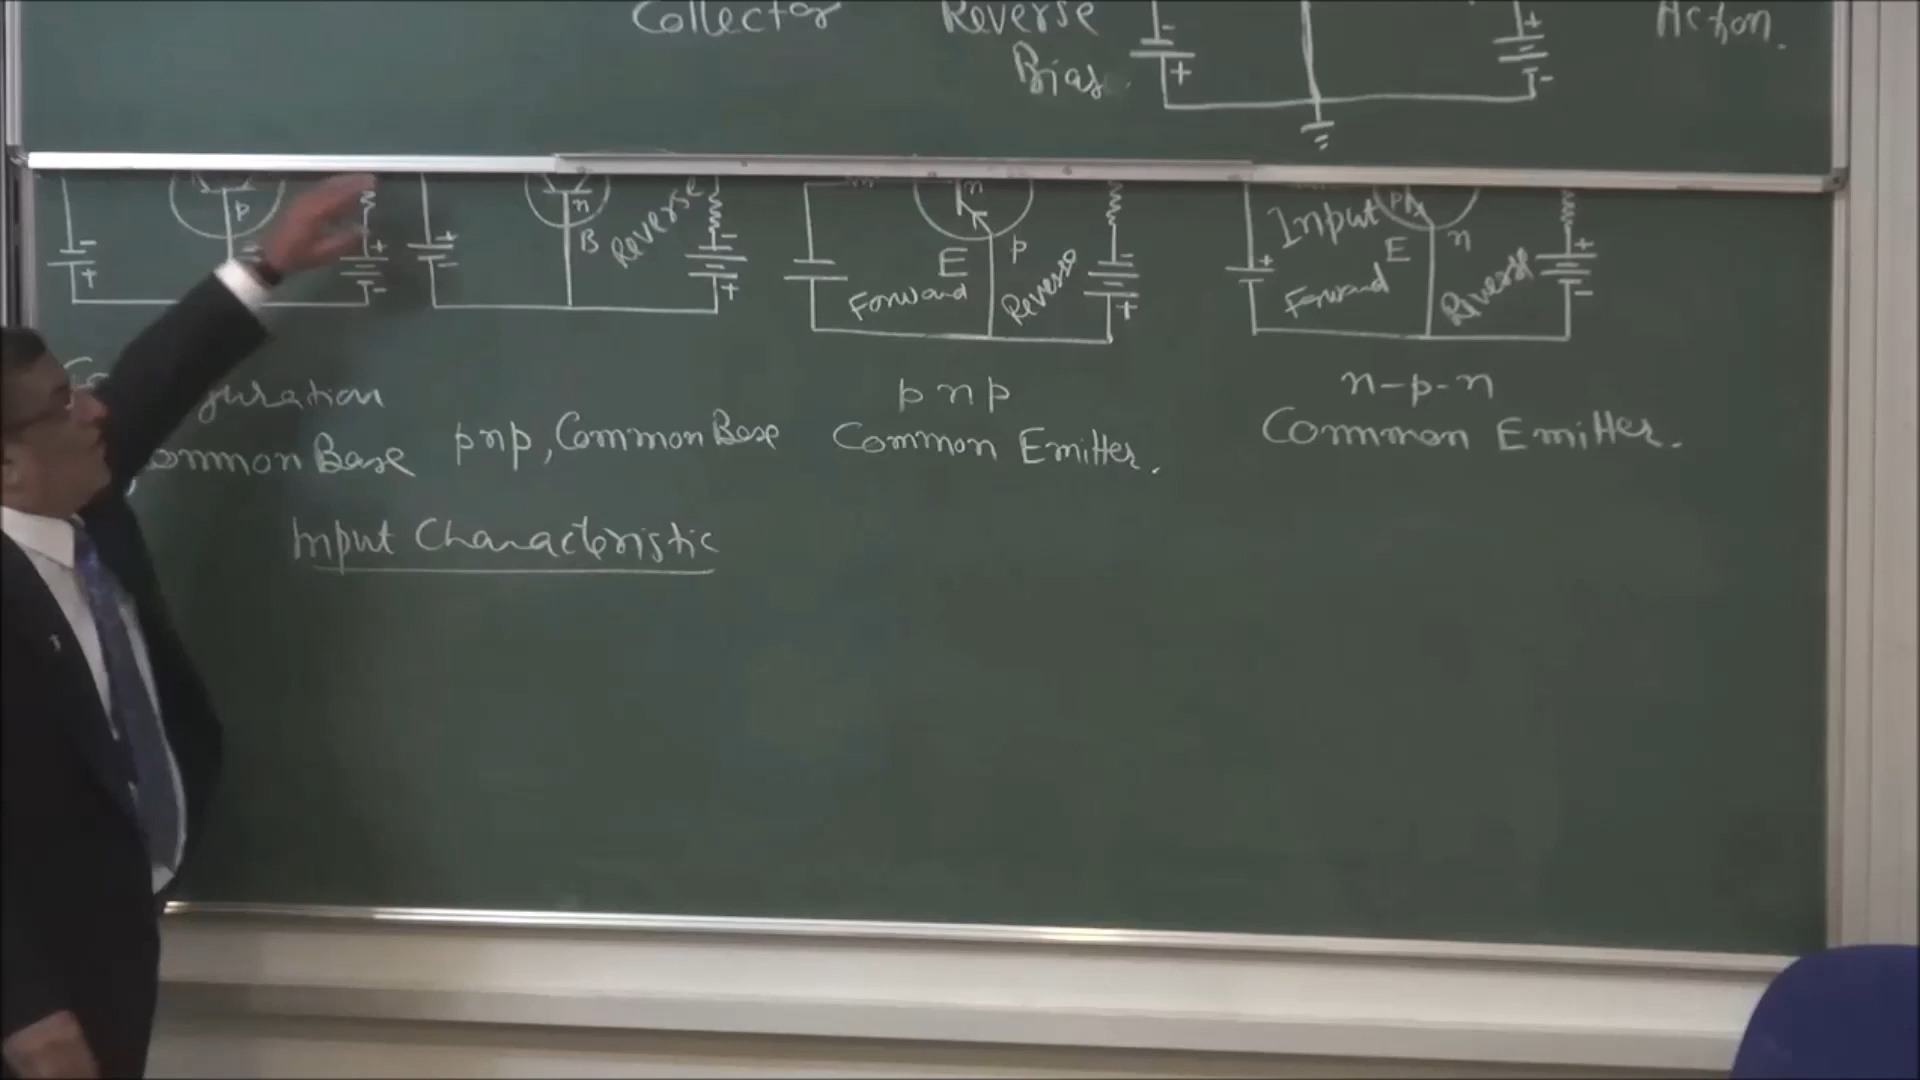 Collector Reverse Action.
Bias.
- + + -
p n n Input p
- + + - B Reverse - + E p + E n + -
Forward Reverse Forward Reverse
guration p n p n-p-n
ommon Base pnp, Common Base Common Emitter. Common Emitter.
Input Characteristic